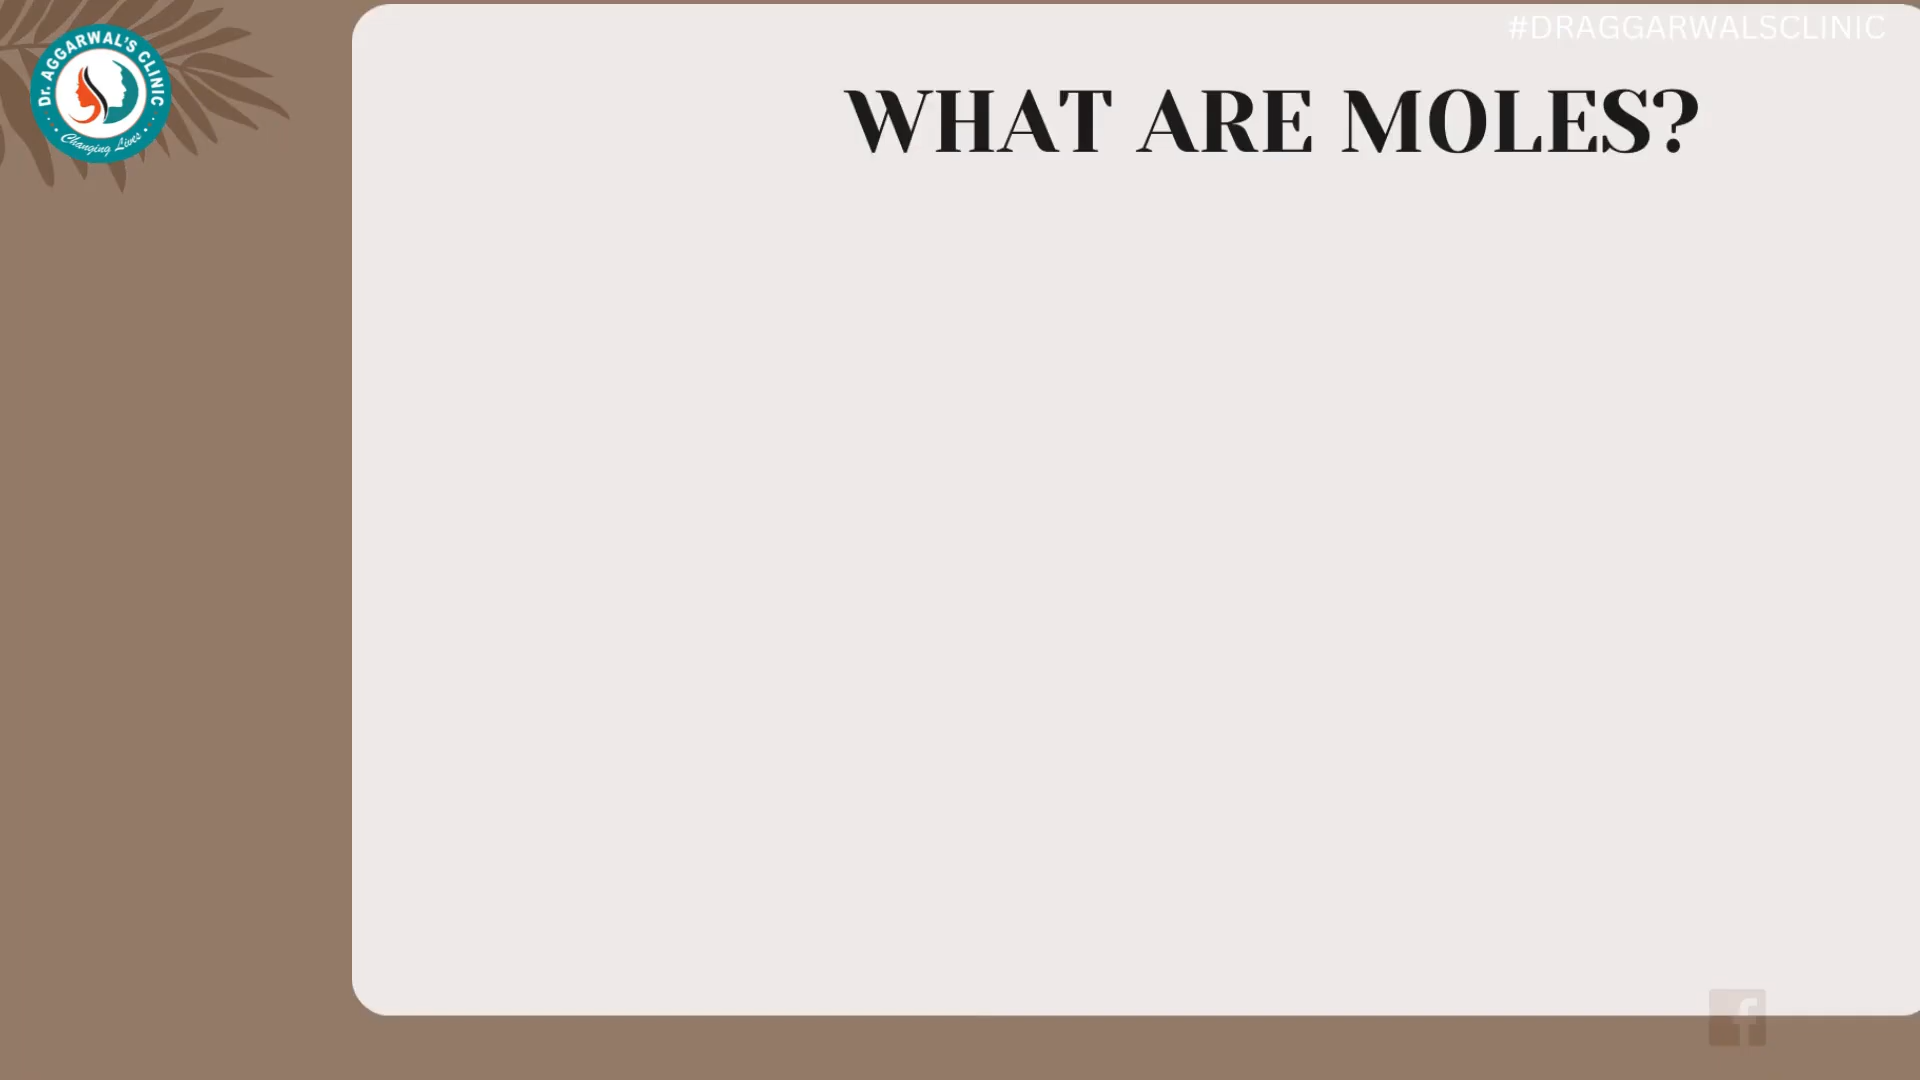 Dr. AGGARWAL'S CLINIC
Changing Lives
#DRAGGARWALSCLINIC
WHAT ARE MOLES?